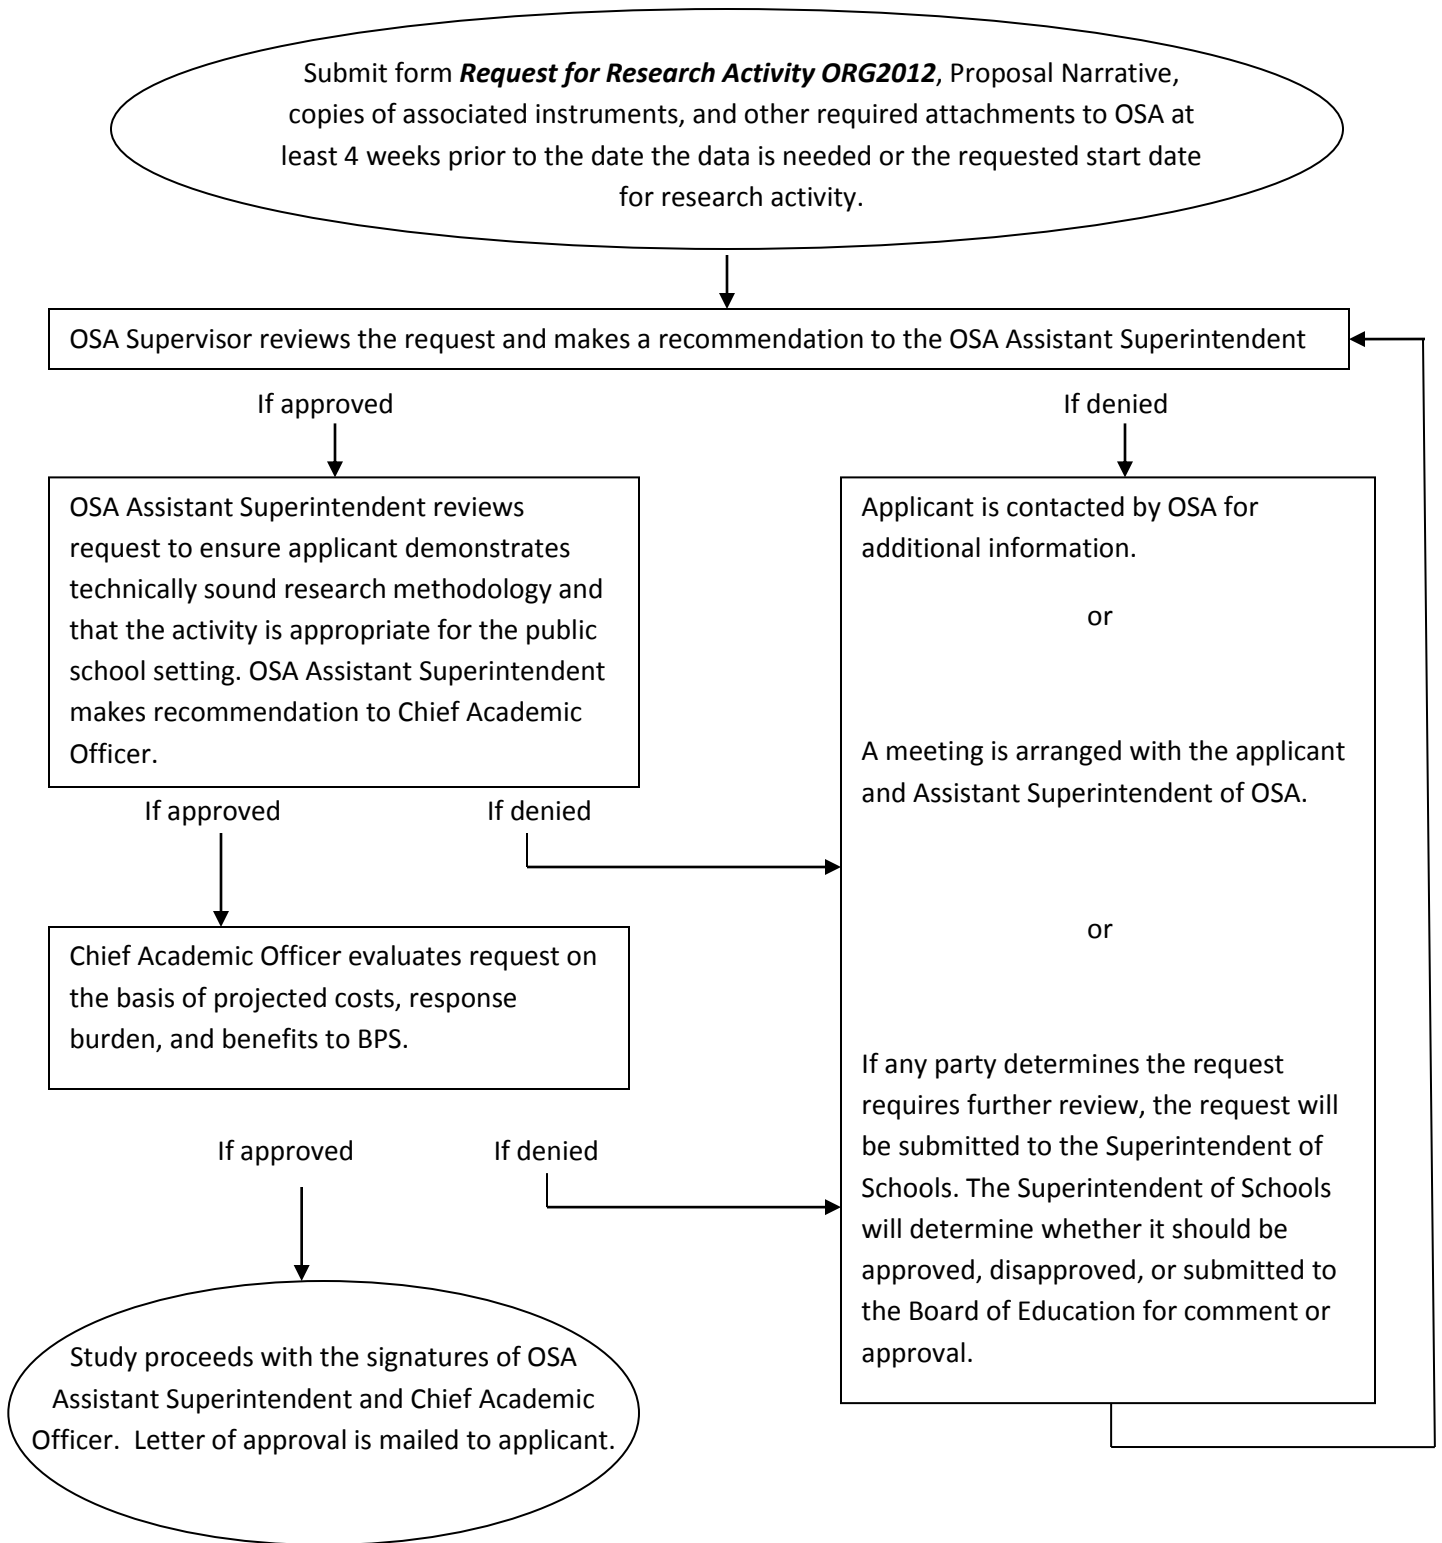 Submit form Request for Research Activity ORG2012, Proposal Narrative,
copies of associated instruments, and other required attachments to OSA at
least 4 weeks prior to the date the data is needed or the requested start date
for research activity.
OSA Supervisor reviews the request and makes a recommendation to the OSA Assistant Superintendent
If approved
If denied
OSA Assistant Superintendent reviews
request to ensure applicant demonstrates
technically sound research methodology and
that the activity is appropriate for the public
school setting. OSA Assistant Superintendent
makes recommendation to Chief Academic
Officer.
If approved
If denied
Chief Academic Officer evaluates request on
the basis of projected costs, response
burden, and benefits to BPS.
If approved
If denied
Study proceeds with the signatures of OSA
Assistant Superintendent and Chief Academic
Officer.  Letter of approval is mailed to applicant.
Applicant is contacted by OSA for
additional information.
or
A meeting is arranged with the applicant
and Assistant Superintendent of OSA.
or
If any party determines the request
requires further review, the request will
be submitted to the Superintendent of
Schools. The Superintendent of Schools
will determine whether it should be
approved, disapproved, or submitted to
the Board of Education for comment or
approval.